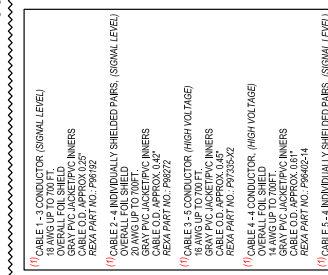 (1) CABLE 1 - 3 CONDUCTOR (SIGNAL LEVEL)
18 AWG UP TO 700 FT.
OVERALL FOIL SHIELD
GRAY PVC JACKET/PVC INNERS
CABLE O.D. APPROX 0.25"
REXA PART NO.: P96192
(1) CABLE 2 - 4 INDIVIDUALLY SHIELDED PAIRS, (SIGNAL LEVEL)
OVERALL FOIL SHIELD
20 AWG UP TO 700FT.
GRAY PVC JACKET/PVC INNERS
CABLE O.D. APPROX. 0.42"
REXA PART NO.: P98272
(1) CABLE 3 - 5 CONDUCTOR (HIGH VOLTAGE)
16 AWG UP TO 700 FT.
GRAY PVC JACKET/PVC INNERS
CABLE O.D. APPROX. 0.45"
REXA PART NO.: P97335-X2
(1) CABLE 4 - 4 CONDUCTOR, (HIGH VOLTAGE)
14 AWG UP TO 700FT.
OVERALL FOIL SHIELD
GRAY PVC JACKET/PVC INNERS
CABLE O.D. APPROX. 0.61"
REXA PART NO.: P96402-14
(1) CABLE 5 - 4 INDIVIDUALLY SHIELDED PAIRS, (SIGNAL LEVEL)